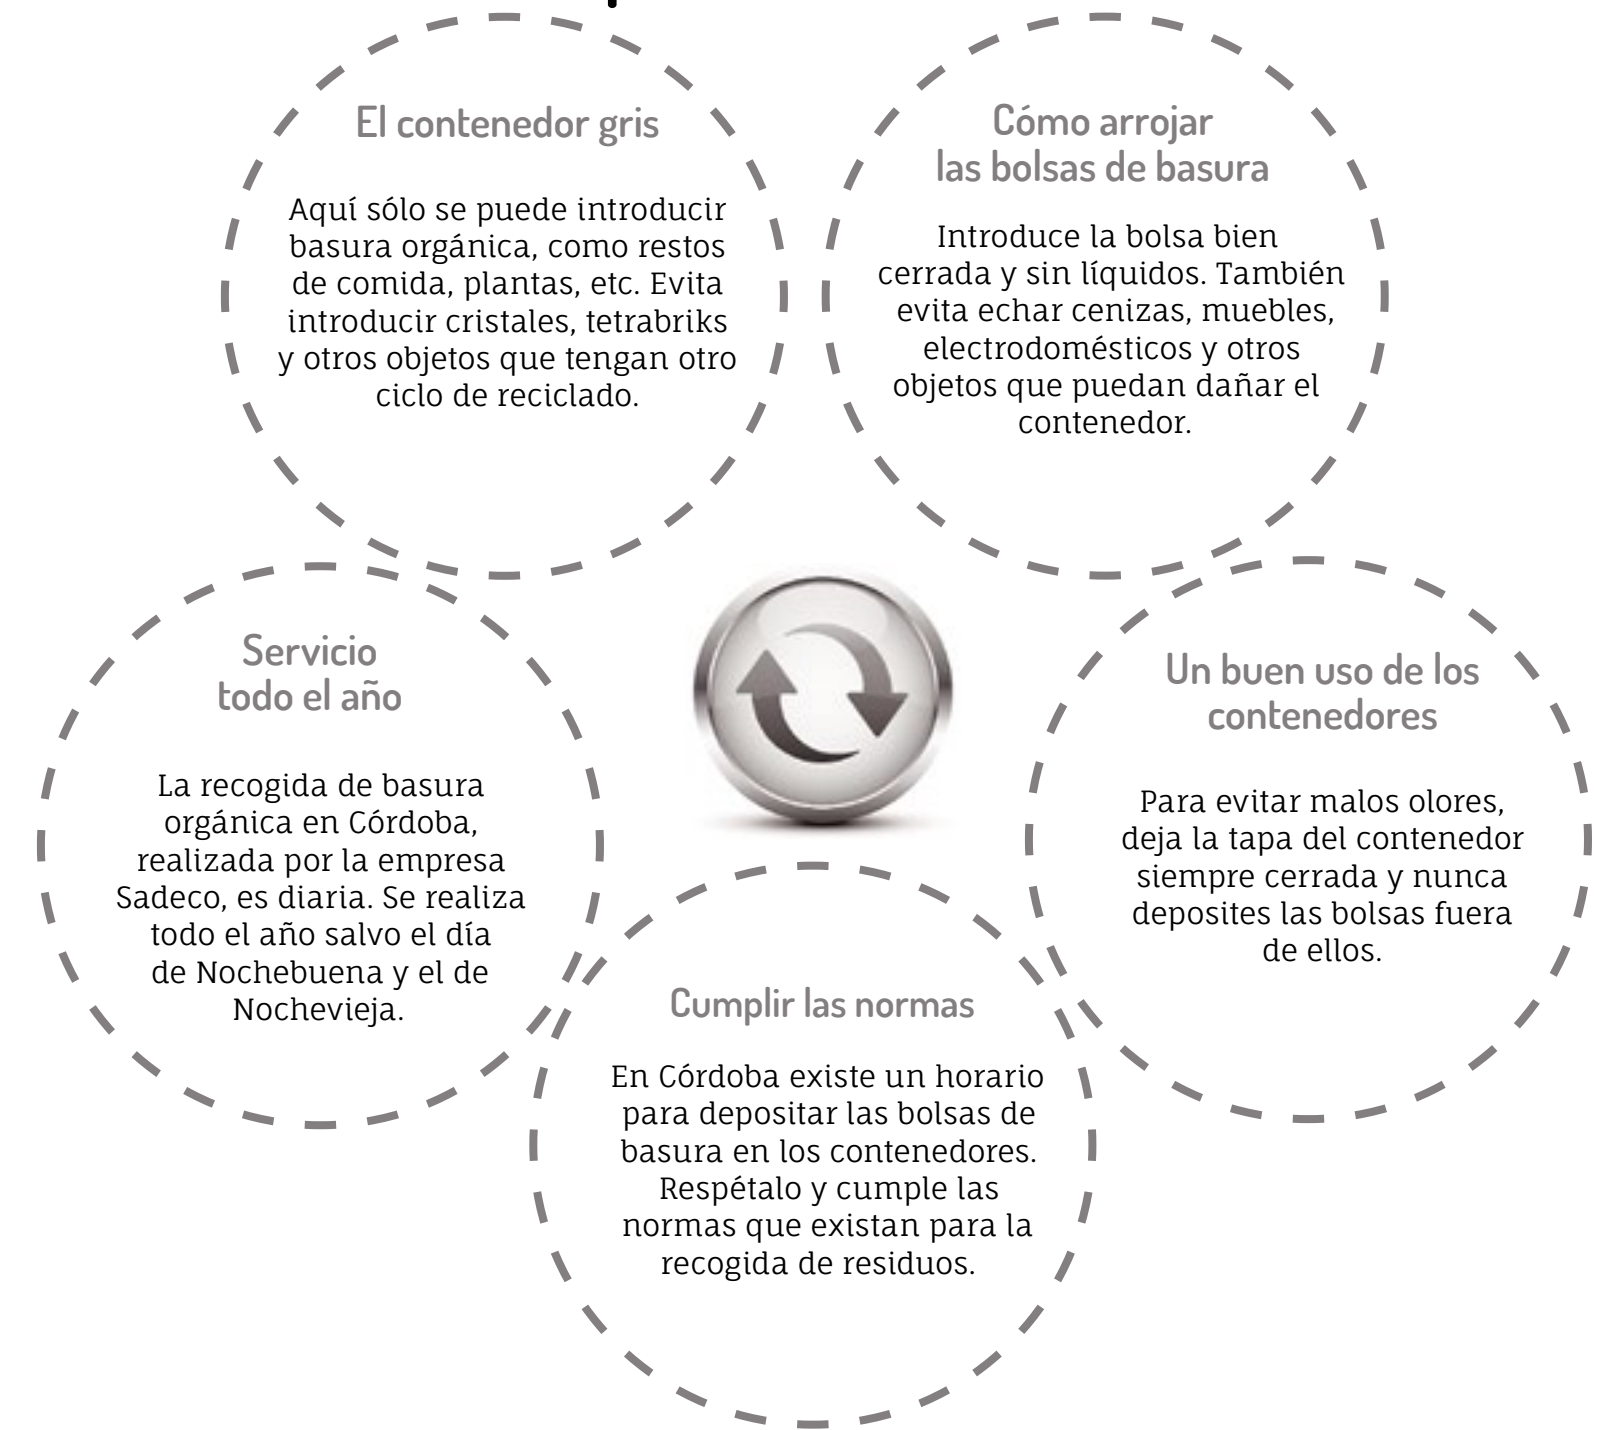 El contenedor gris
Aquí sólo se puede introducir
basura orgánica, como restos
de comida, plantas, etc. Evita
introducir cristales, tetrabriks
y otros objetos que tengan otro
ciclo de reciclado.
Cómo arrojar
las bolsas de basura
Introduce la bolsa bien
cerrada y sin líquidos. También
evita echar cenizas, muebles,
electrodomésticos y otros
objetos que puedan dañar el
contenedor.
Servicio
todo el año
La recogida de basura
orgánica en Córdoba,
realizada por la empresa
Sadeco, es diaria. Se realiza
todo el año salvo el día
de Nochebuena y el de
Nochevieja.
Un buen uso de los
contenedores
Para evitar malos olores,
deja la tapa del contenedor
siempre cerrada y nunca
deposites las bolsas fuera
de ellos.
Cumplir las normas
En Córdoba existe un horario
para depositar las bolsas de
basura en los contenedores.
Respétalo y cumple las
normas que existan para la
recogida de residuos.